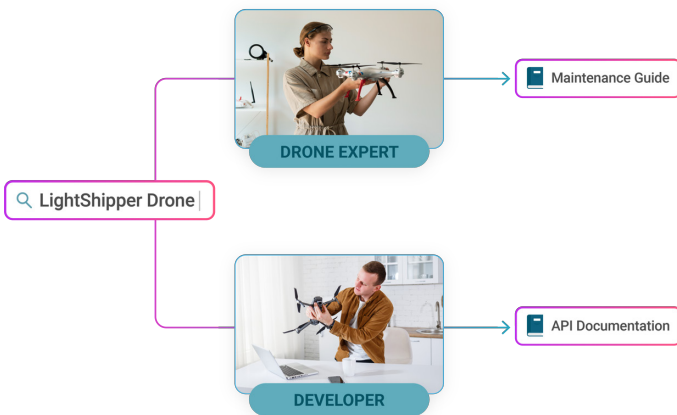 DRONE EXPERT
Maintenance Guide
LightShipper Drone
API Documentation
DEVELOPER